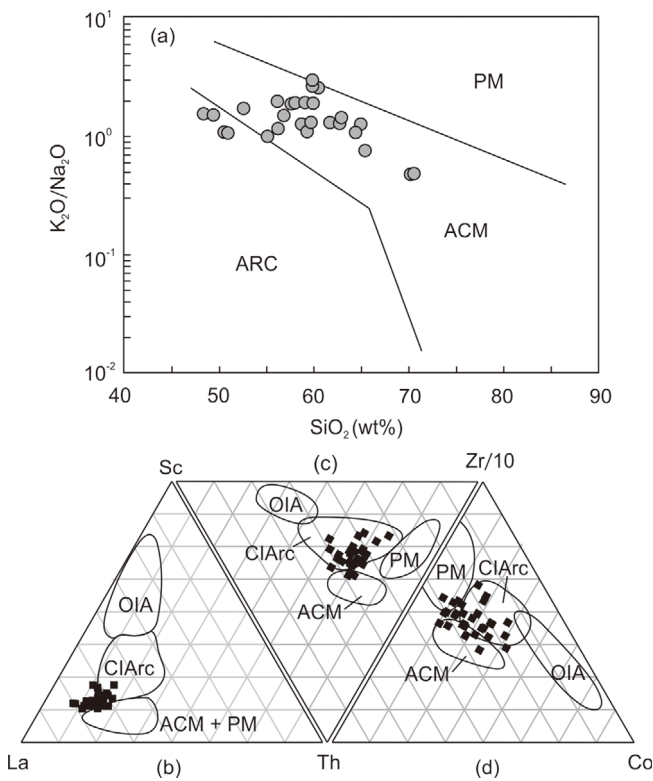 10¹
(a)
PM
K₂O/Na₂O
10⁰
ACM
10⁻¹
ARC
10⁻²
40 50 60 70 80 90
SiO₂ (wt%)
Sc (c) Zr/10
OIA
CIArc PM PM CIArc
OIA
ACM
CIArc
ACM OIA
ACM + PM
La (b) Th (d) Co